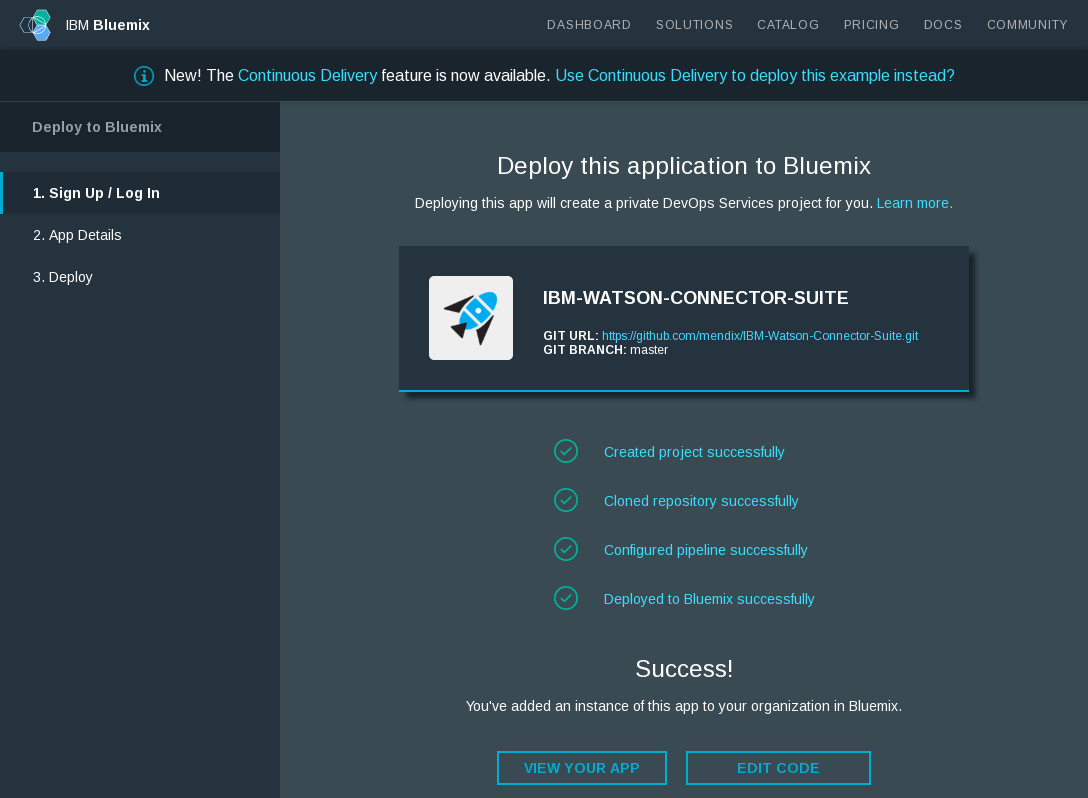 IBM Bluemix
DASHBOARD SOLUTIONS CATALOG PRICING DOCS COMMUNITY
New! The Continuous Delivery feature is now available. Use Continuous Delivery to deploy this example instead?
Deploy to Bluemix
1. Sign Up / Log In
2. App Details
3. Deploy
Deploy this application to Bluemix
Deploying this app will create a private DevOps Services project for you. Learn more.
IBM-WATSON-CONNECTOR-SUITE
GIT URL: https://github.com/mendix/IBM-Watson-Connector-Suite.git
GIT BRANCH: master
Created project successfully
Cloned repository successfully
Configured pipeline successfully
Deployed to Bluemix successfully
Success!
You've added an instance of this app to your organization in Bluemix.
VIEW YOUR APP EDIT CODE